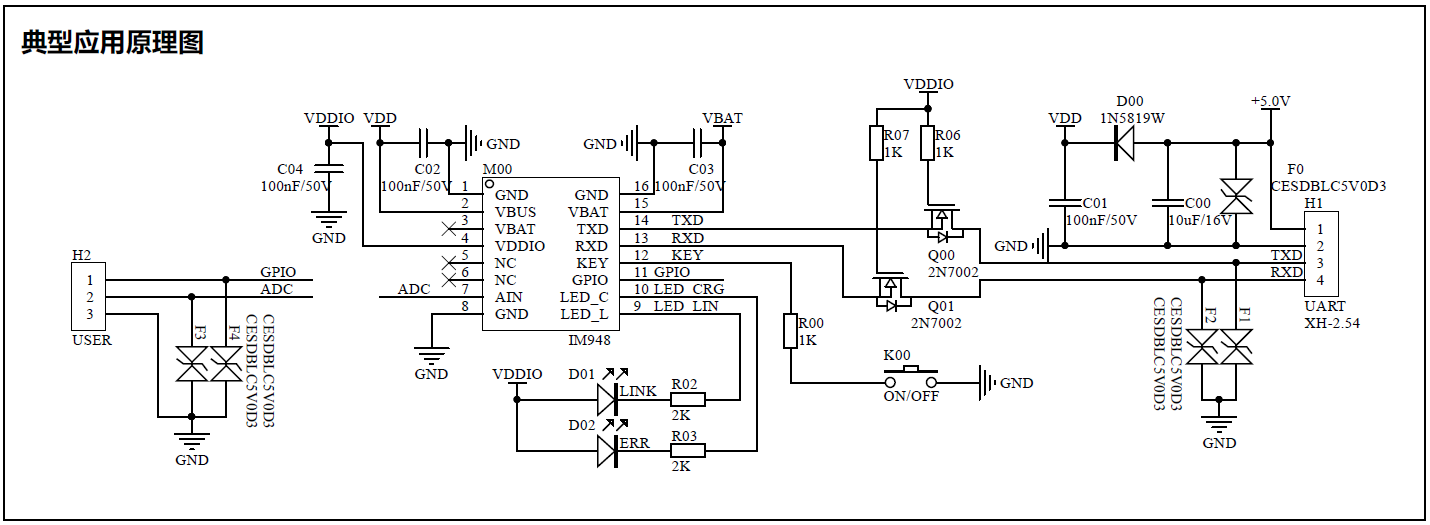 典型应用原理图
VDDIO
VDD
VBAT
VDDIO
VDD
D00
1N5819W
+5.0V
C04
100nF/50V
C02
100nF/50V
GND
GND
C03
100nF/50V
R07
1K
R06
1K
F0
CESDBLC5V0D3
GND
M00
1 GND
2 VBUS
3 VBAT
4 VDDIO
5 NC
6 NC
7 AIN
8 GND
GND 16
VBAT 15
TXD 14 TXD
RXD 13 RXD
KEY 12 KEY
GPIO 11 GPIO
LED_C 10 LED_CRG
LED_L 9 LED_LIN
IM948
ADC
GND
Q00
2N7002
Q01
2N7002
C01
100nF/50V
C00
10uF/16V
GND
H1
1
2
3
4
TXD
RXD
UART
XH-2.54
H2
1
2
3
USER
GPIO
ADC
F3
CESDBLC5V0D3
F4
CESDBLC5V0D3
GND
VDDIO
D01
LINK
R02
2K
D02
ERR
R03
2K
R00
1K
K00
ON/OFF
GND
F2
CESDBLC5V0D3
F1
CESDBLC5V0D3
GND